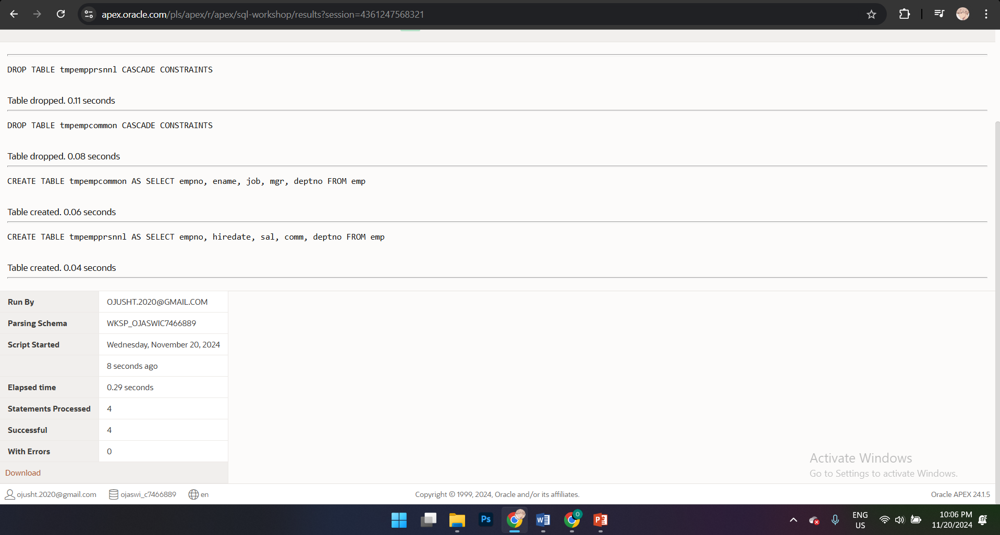 apex.oracle.com/pls/apex/r/apex/sql-workshop/results?session=4361247568321
DROP TABLE tmpempprsnnl CASCADE CONSTRAINTS
Table dropped. 0.11 seconds
DROP TABLE tmpempcommon CASCADE CONSTRAINTS
Table dropped. 0.08 seconds
CREATE TABLE tmpempcommon AS SELECT empno, ename, job, mgr, deptno FROM emp
Table created. 0.06 seconds
CREATE TABLE tmpempprsnnl AS SELECT empno, hiredate, sal, comm, deptno FROM emp
Table created. 0.04 seconds
Run By OJUSHT.2020@GMAIL.COM
Parsing Schema WKSP_OJASWIC7466889
Script Started Wednesday, November 20, 2024
8 seconds ago
Elapsed time 0.29 seconds
Statements Processed 4
Successful 4
With Errors 0
Download
Activate Windows
Go to Settings to activate Windows.
ojusht.2020@gmail.com ojaswi_c7466889 en Copyright © 1999, 2024, Oracle and/or its affiliates. Oracle APEX 24.1.5
Ps
W
O
P
ENG
US
10:06 PM
11/20/2024